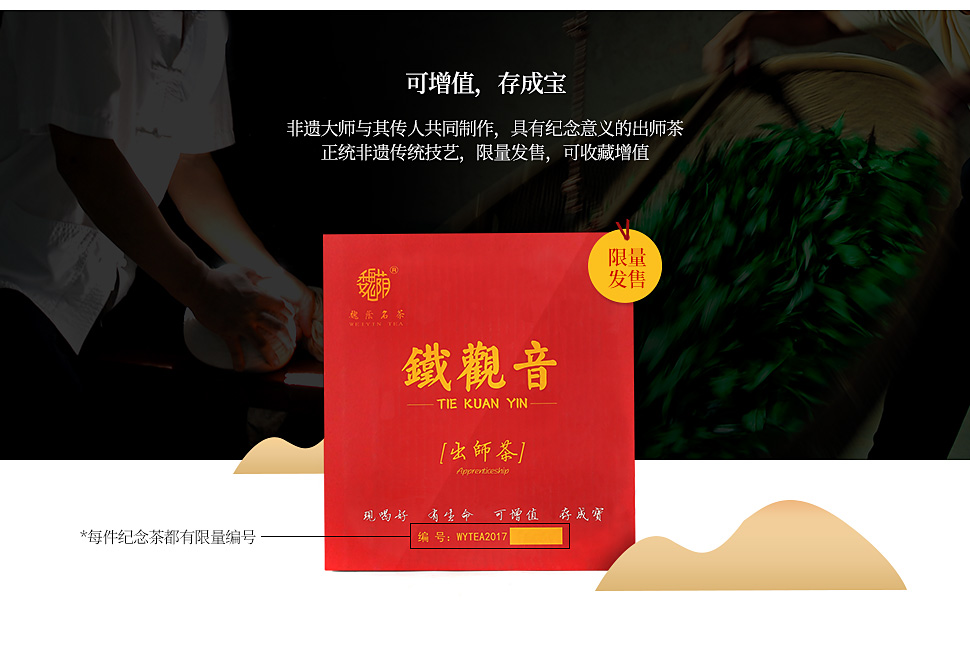 可增值，存成宝
非遗大师与其传人共同制作，具有纪念意义的出师茶
正统非遗传统技艺，限量发售，可收藏增值
限量
发售
魏荫®
魏荫名茶
WEIYIN TEA
鐵觀音
TIE KUAN YIN
[出師茶]
Apprenticeship
现喝好 有生命 可增值 存成寶
*每件纪念茶都有限量编号
编 号：WYTEA2017